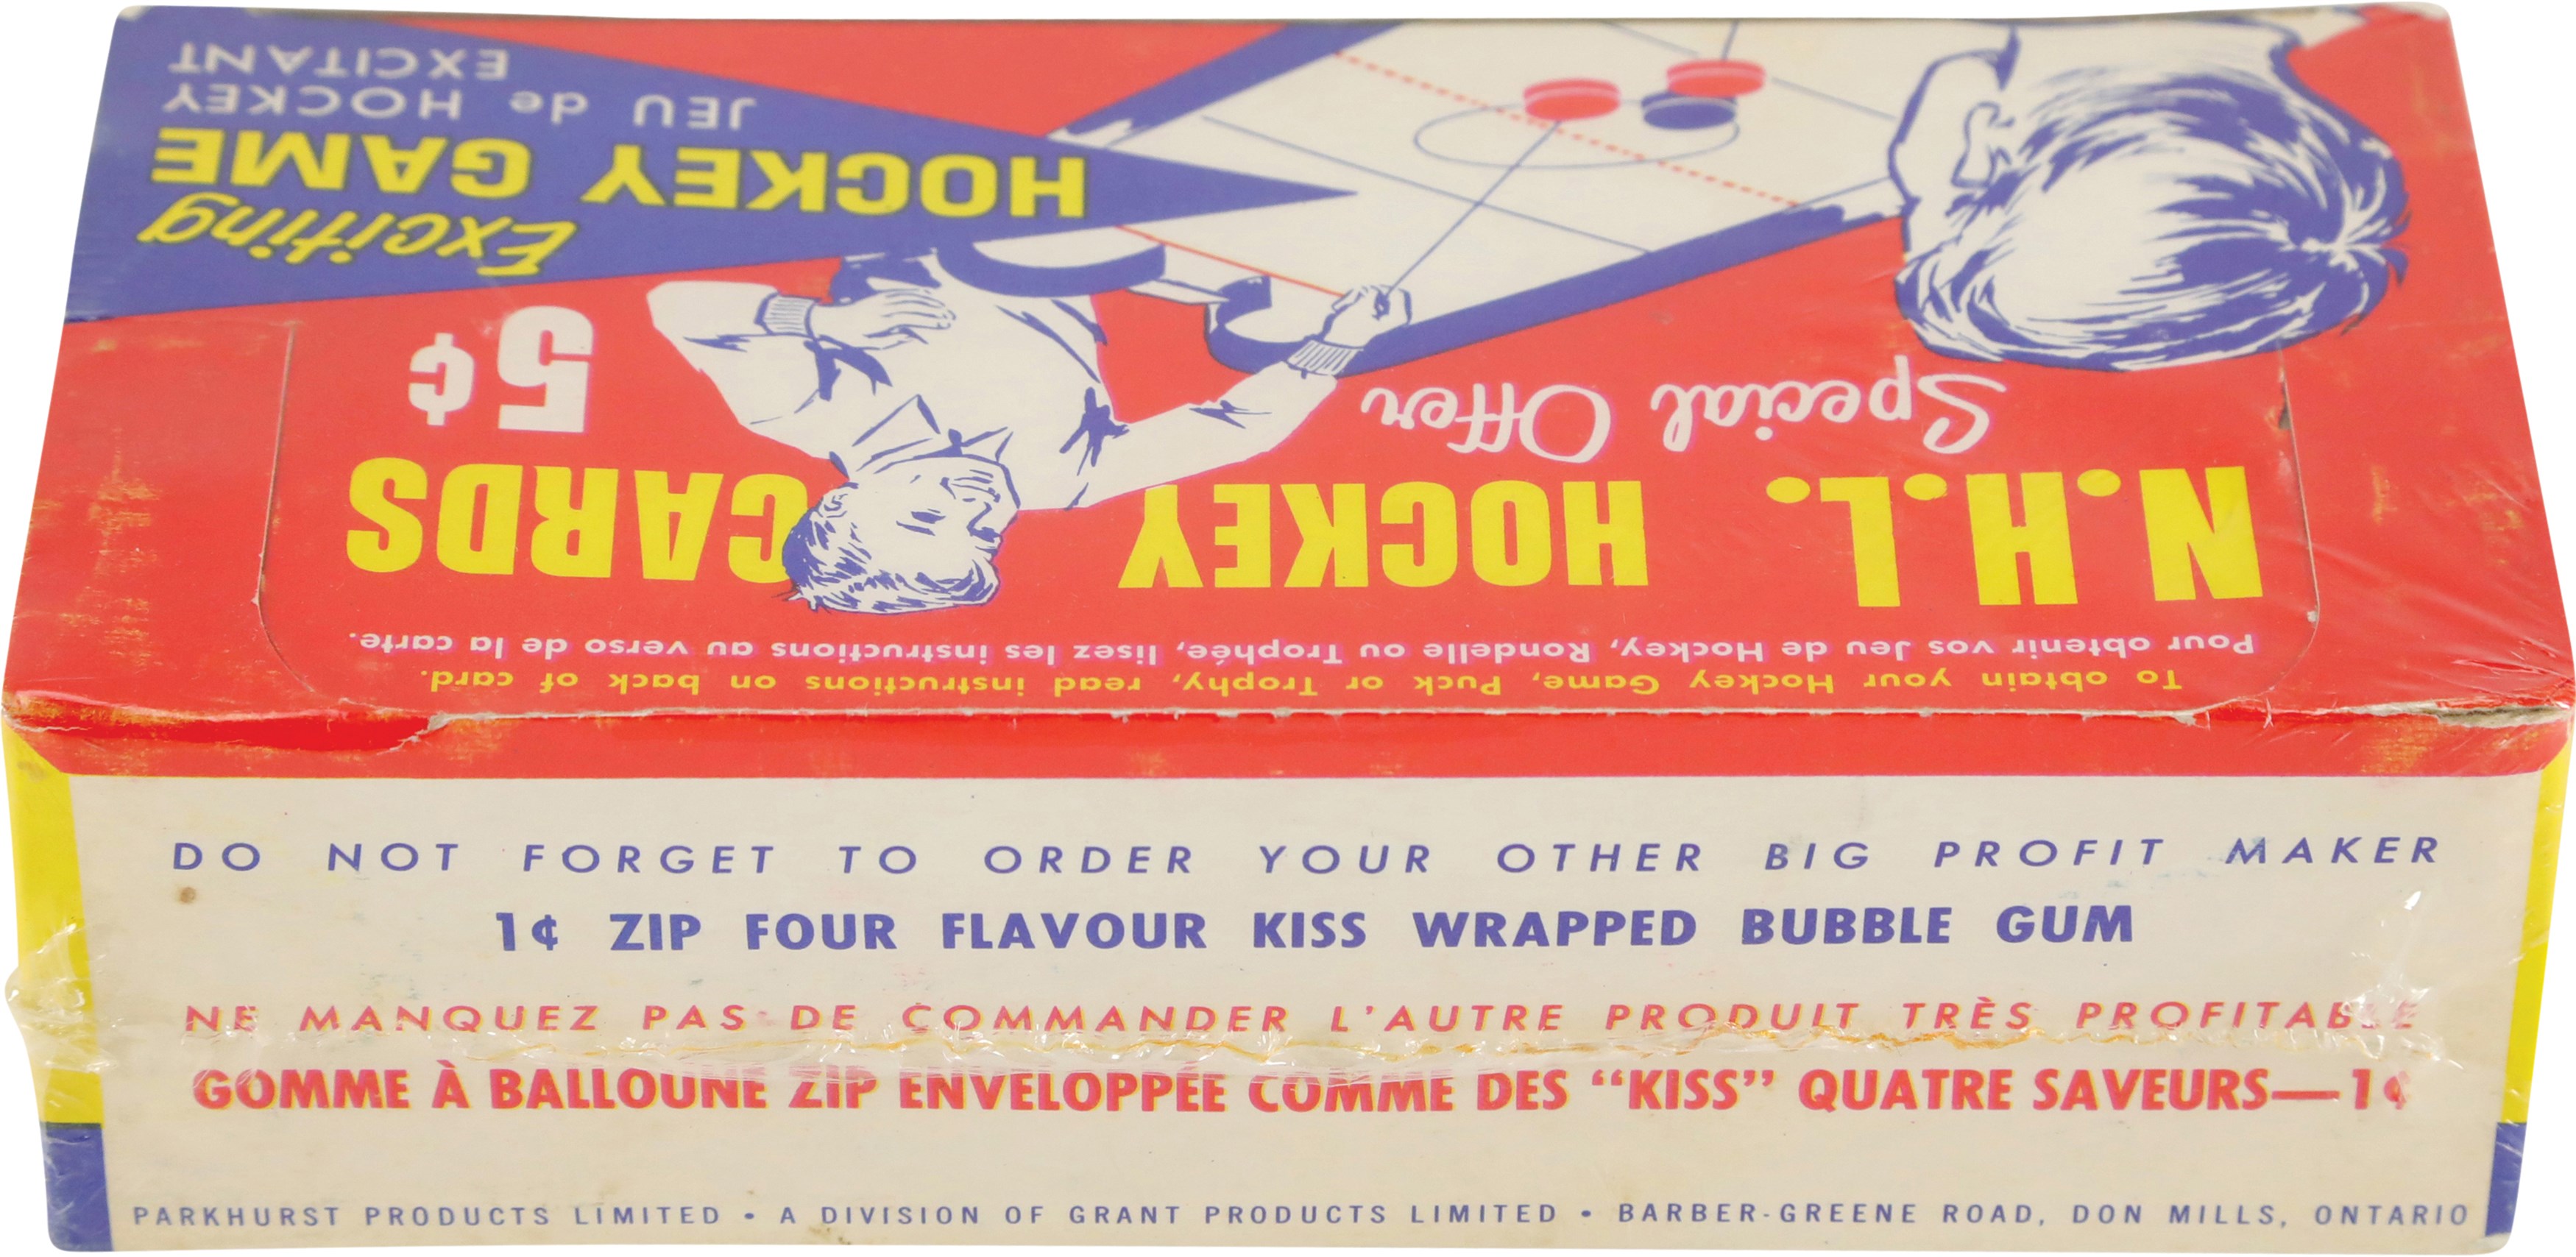 Exciting
HOCKEY GAME
JEU de HOCKEY
EXCITANT
5¢
Special Offer
N.H.L. HOCKEY CARDS
Pour obtenir vos Jeu de Hockey, Rondelle ou Trophée, lisez les instructions au verso de la carte.
To obtain your Hockey Game, Puck or Trophy, read instructions on back of card.
DO NOT FORGET TO ORDER YOUR OTHER BIG PROFIT MAKER
1¢ ZIP FOUR FLAVOUR KISS WRAPPED BUBBLE GUM
NE MANQUEZ PAS DE COMMANDER L'AUTRE PRODUIT TRÈS PROFITABLE
GOMME À BALLOUNE ZIP ENVELOPPÉE COMME DES “KISS” QUATRE SAVEURS—1¢
PARKHURST PRODUCTS LIMITED • A DIVISION OF GRANT PRODUCTS LIMITED • BARBER-GREENE ROAD, DON MILLS, ONTARIO